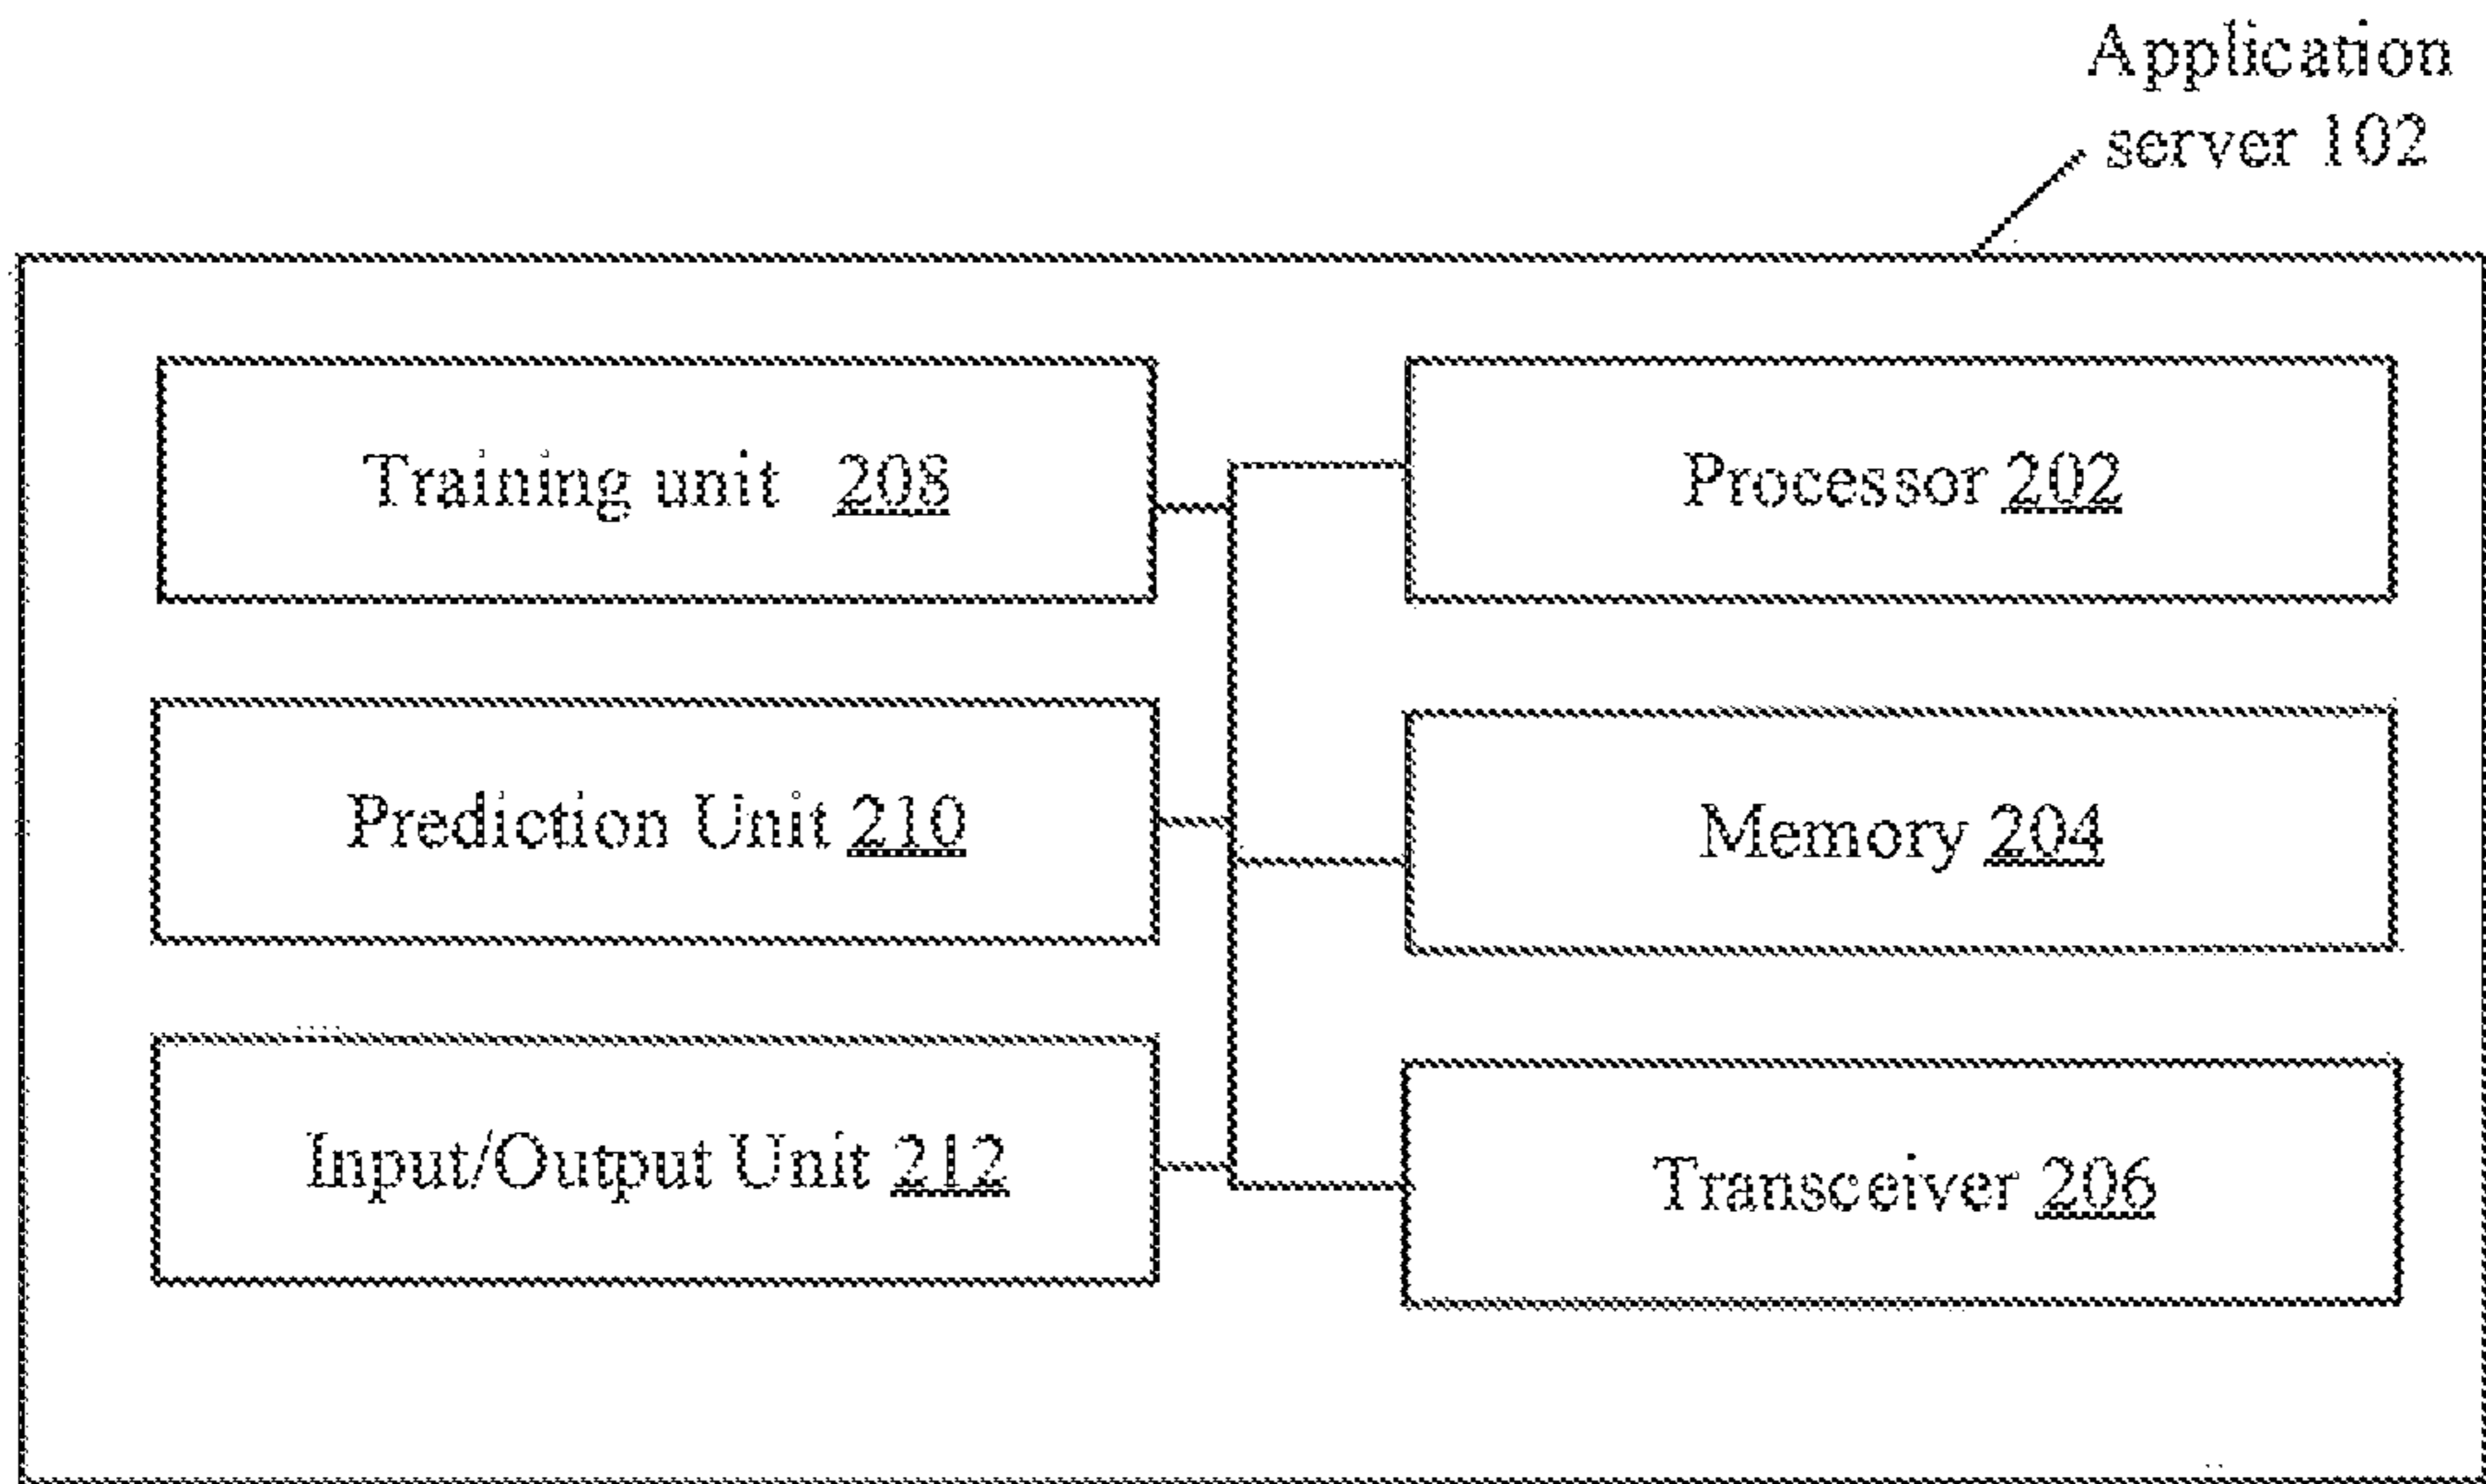 Application
server 102
Training unit 208
Processor 202
Prediction Unit 210
Memory 204
Input/Output Unit 212
Transceiver 206